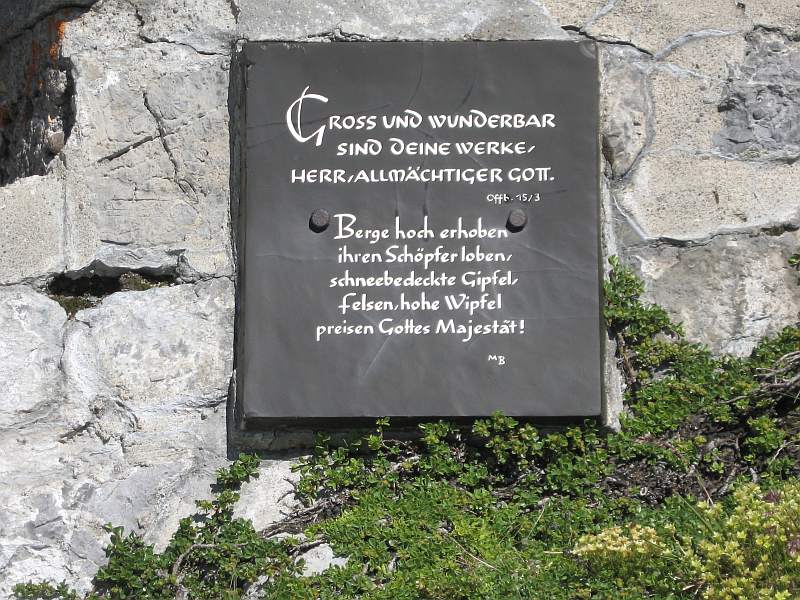 GROSS UND WUNDERBAR
SIND DEINE WERKE,
HERR, ALLMÄCHTIGER GOTT.
Offb. 15/3
Berge hoch erhoben
ihren Schöpfer loben,
schneebedeckte Gipfel,
Felsen, hohe Wipfel
preisen Gottes Majestät!
MB